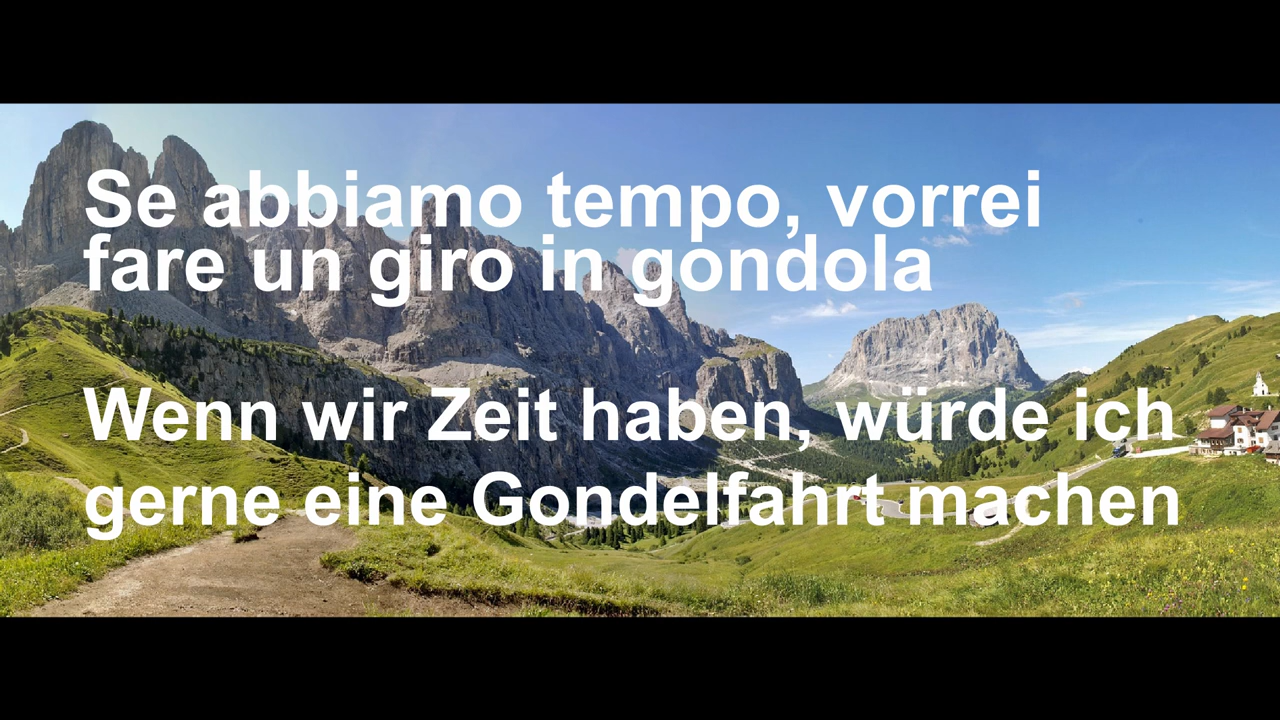 Se abbiamo tempo, vorrei
fare un giro in gondola
Wenn wir Zeit haben, würde ich
gerne eine Gondelfahrt machen